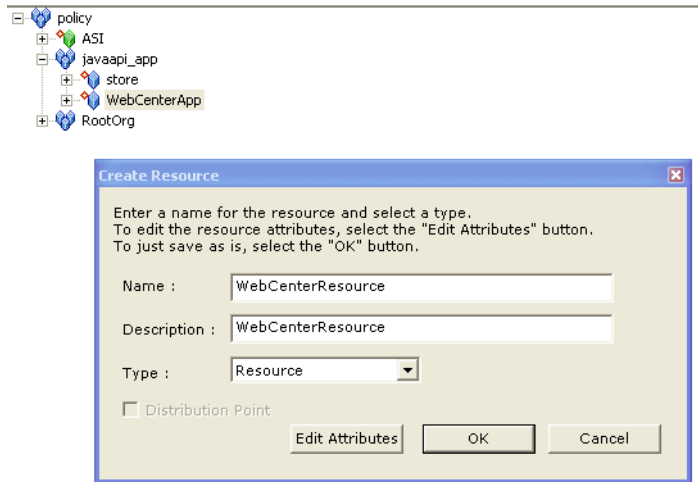 policy
ASI
javaapi_app
store
WebCenterApp
RootOrg
Create Resource
Enter a name for the resource and select a type.
To edit the resource attributes, select the "Edit Attributes" button.
To just save as is, select the "OK" button.
Name : WebCenterResource
Description : WebCenterResource
Type : Resource
Distribution Point
Edit Attributes OK Cancel